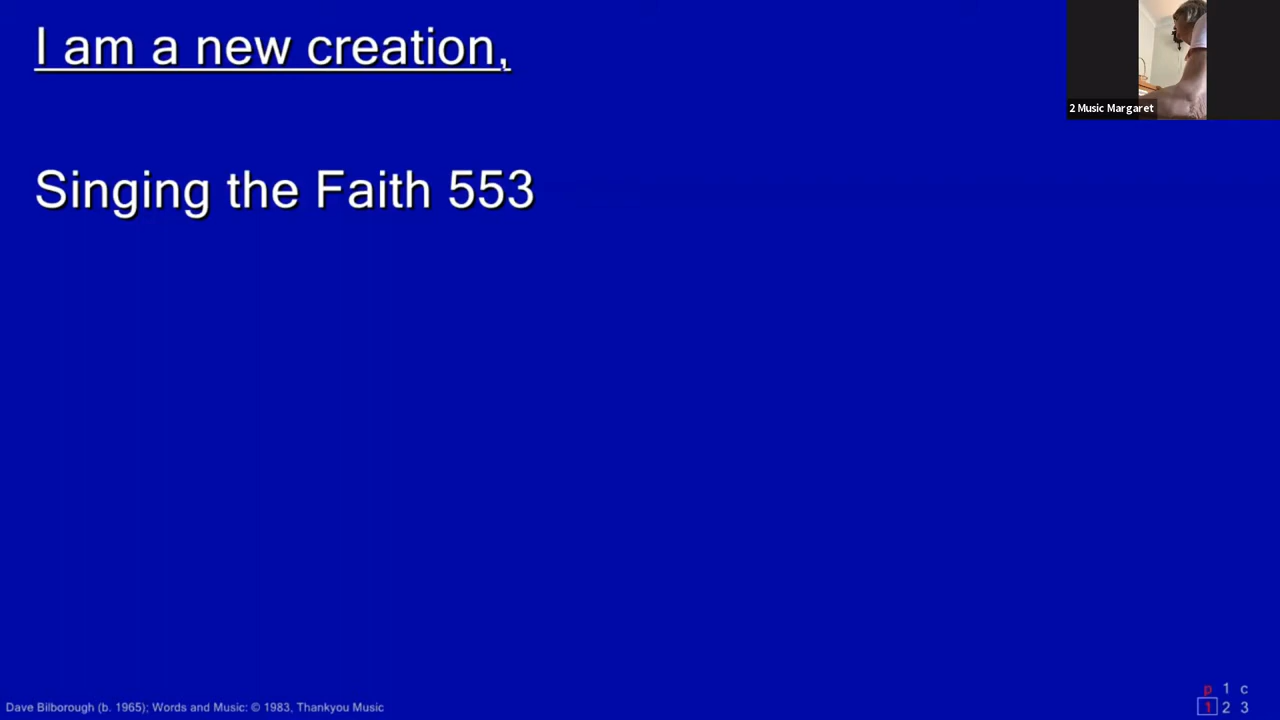 I am a new creation,
2 Music Margaret
Singing the Faith 553
p 1 c
1 2 3
Dave Bilborough (b. 1965); Words and Music: © 1983, Thankyou Music